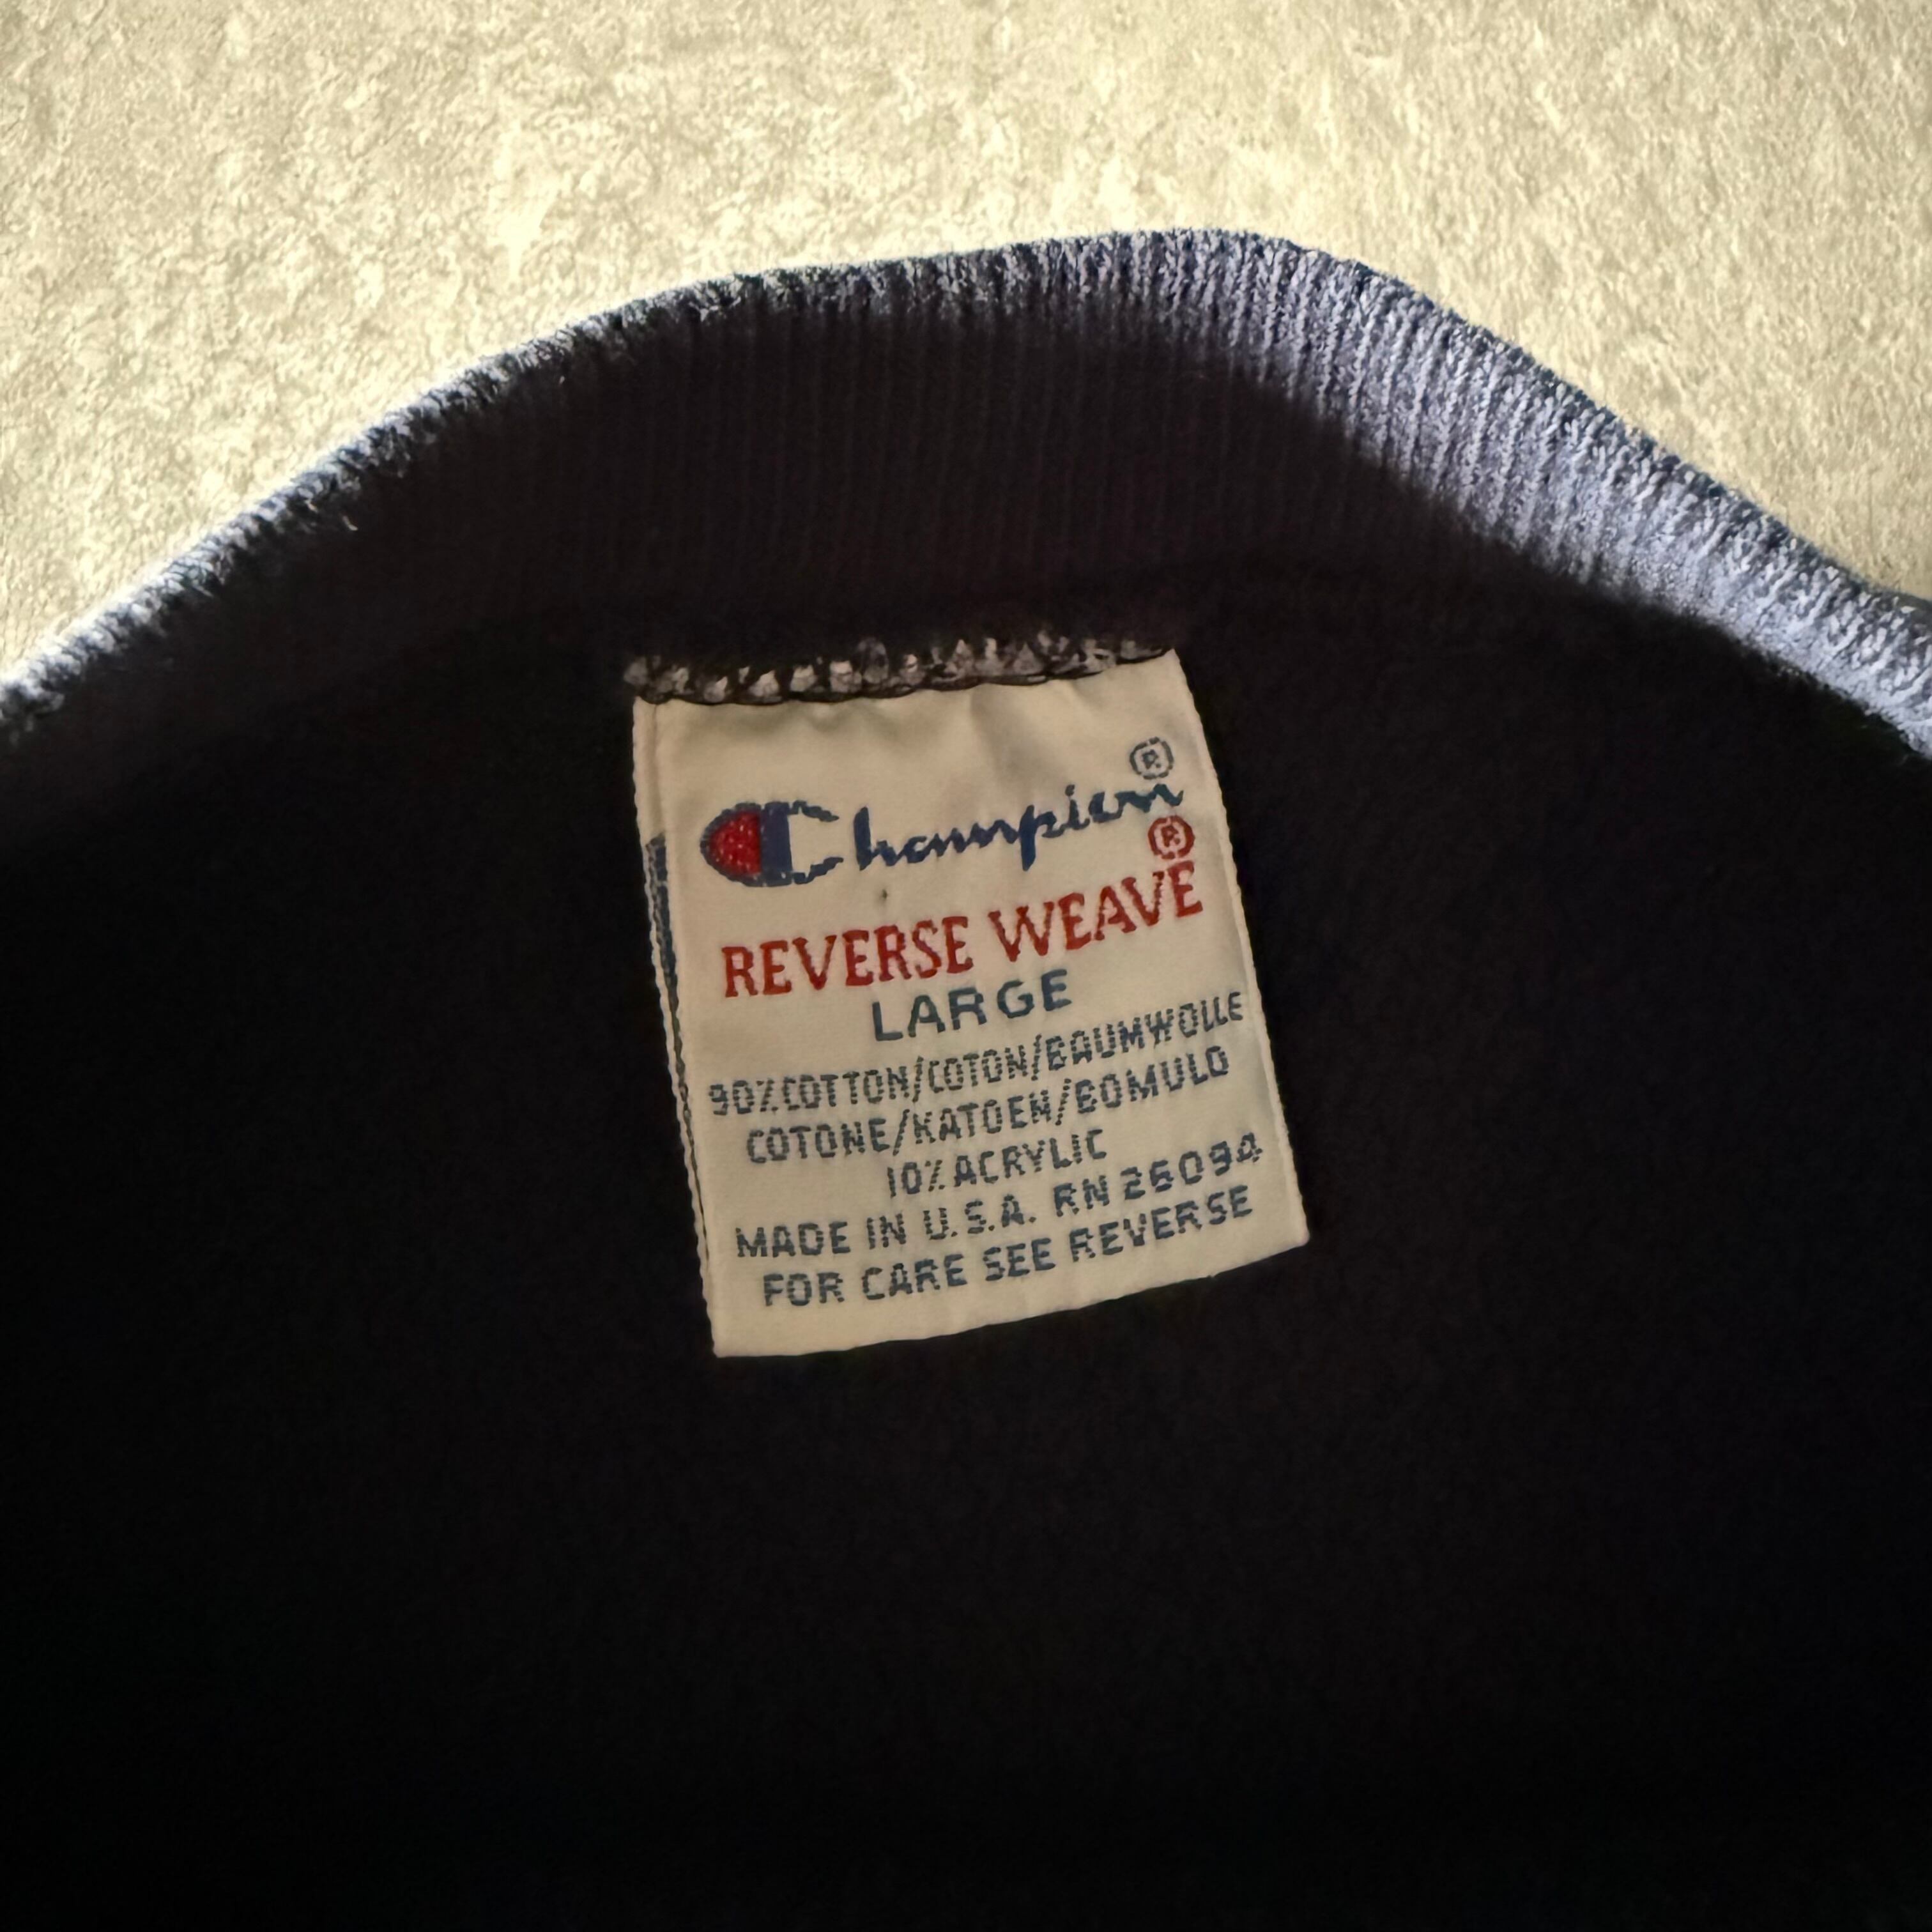 Champion®
REVERSE WEAVE®
LARGE
90% COTTON/COTON/BAUMWOLLE
COTONE/KATOEN/BOMULD
10% ACRYLIC
MADE IN U.S.A. RN 26094
FOR CARE SEE REVERSE